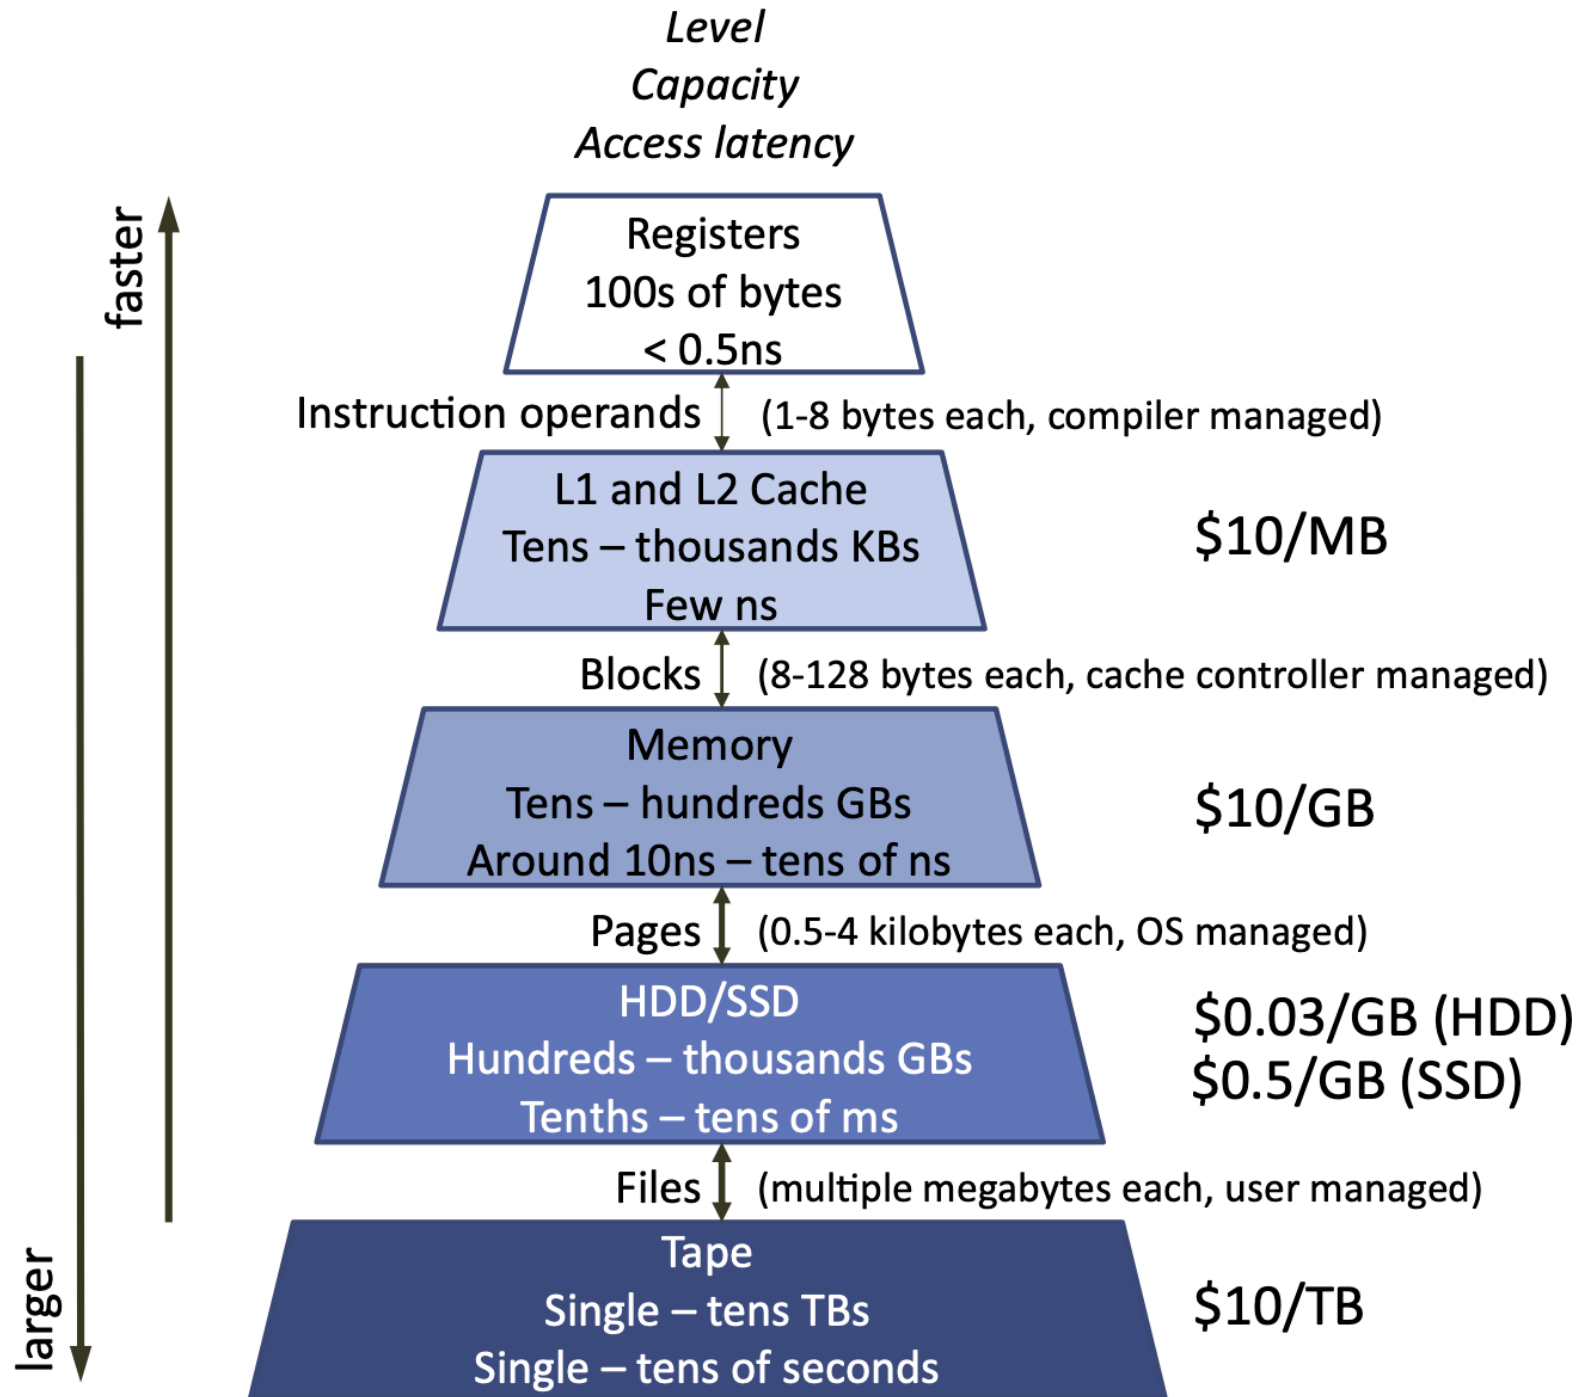 Level
Capacity
Access latency
faster
Registers
100s of bytes
< 0.5ns
Instruction operands
(1-8 bytes each, compiler managed)
L1 and L2 Cache
Tens – thousands KBs
Few ns
$10/MB
Blocks
(8-128 bytes each, cache controller managed)
Memory
Tens – hundreds GBs
Around 10ns – tens of ns
$10/GB
Pages
(0.5-4 kilobytes each, OS managed)
HDD/SSD
Hundreds – thousands GBs
Tenths – tens of ms
$0.03/GB (HDD)
$0.5/GB (SSD)
Files
(multiple megabytes each, user managed)
larger
Tape
Single – tens TBs
Single – tens of seconds
$10/TB